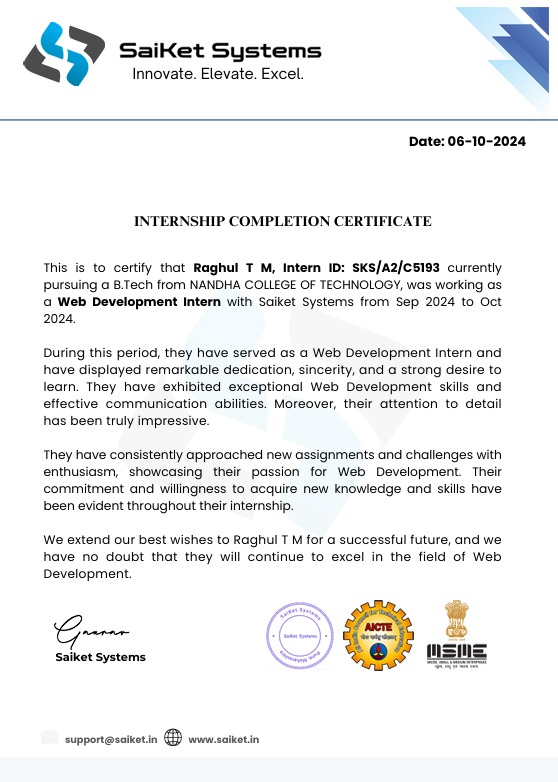 SaiKet Systems
Innovate. Elevate. Excel.
Date: 06-10-2024
INTERNSHIP COMPLETION CERTIFICATE
This is to certify that Raghul T M, Intern ID: SKS/A2/C5193 currently
pursuing a B.Tech from NANDHA COLLEGE OF TECHNOLOGY, was working as
a Web Development Intern with Saiket Systems from Sep 2024 to Oct
2024.
During this period, they have served as a Web Development Intern and
have displayed remarkable dedication, sincerity, and a strong desire to
learn. They have exhibited exceptional Web Development skills and
effective communication abilities. Moreover, their attention to detail
has been truly impressive.
They have consistently approached new assignments and challenges with
enthusiasm, showcasing their passion for Web Development. Their
commitment and willingness to acquire new knowledge and skills have
been evident throughout their internship.
We extend our best wishes to Raghul T M for a successful future, and we
have no doubt that they will continue to excel in the field of Web
Development.
Gaurav
Saiket Systems
SaiKet Systems
SaiKet Systems
Pune, Maharashtra
AICTE
MSME
MICRO, SMALL & MEDIUM ENTERPRISES
support@saiket.in
www.saiket.in